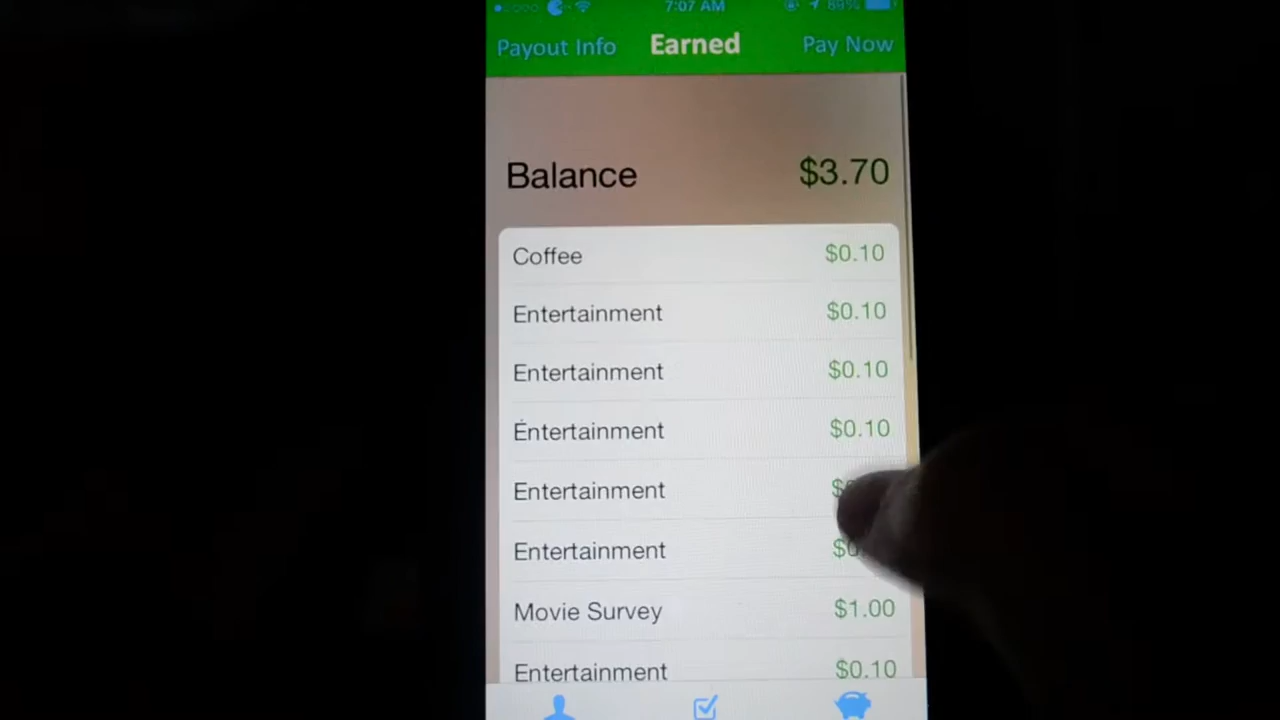 7:07 AM 89%
Payout Info Earned Pay Now
Balance $3.70
Coffee $0.10
Entertainment $0.10
Entertainment $0.10
Entertainment $0.10
Entertainment
Entertainment
Movie Survey $1.00
Entertainment $0.10